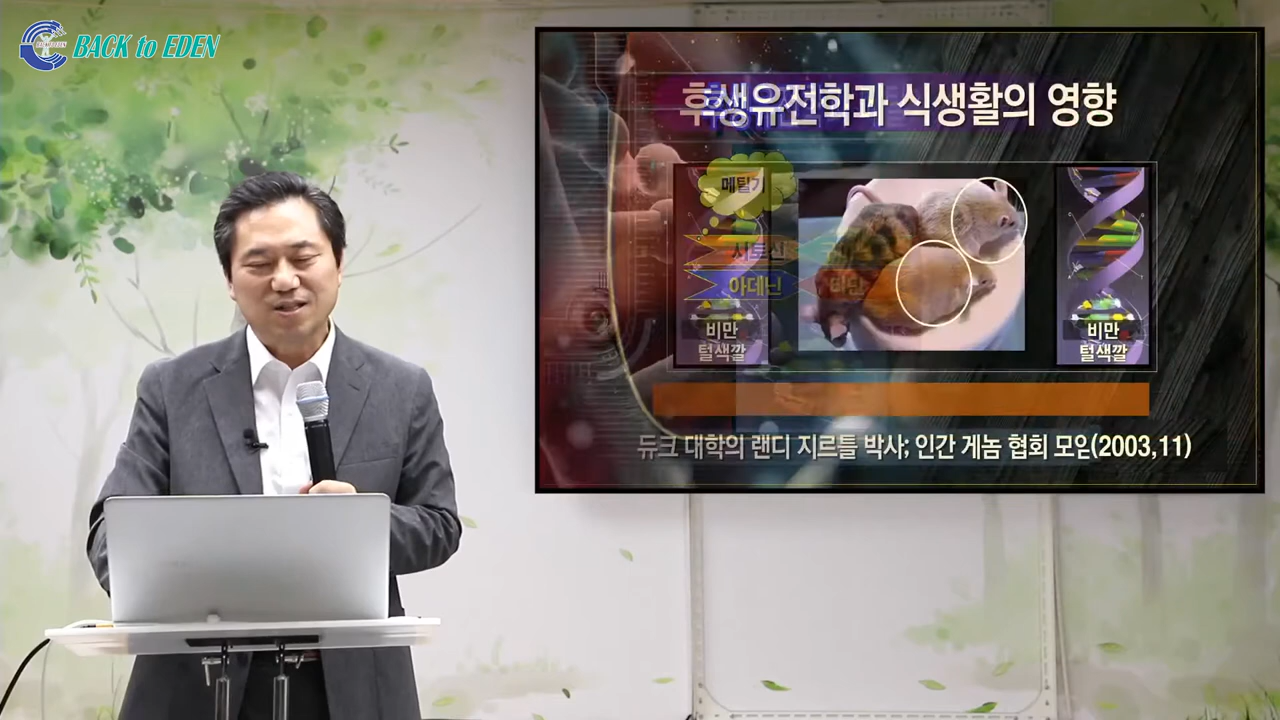 BACK to EDEN
후생유전학과 식생활의 영향
메틸기
시토신
아데닌
비만
비만
털색깔
비만
털색깔
듀크 대학의 랜디 지르틀 박사; 인간 게놈 협회 모임(2003,11)